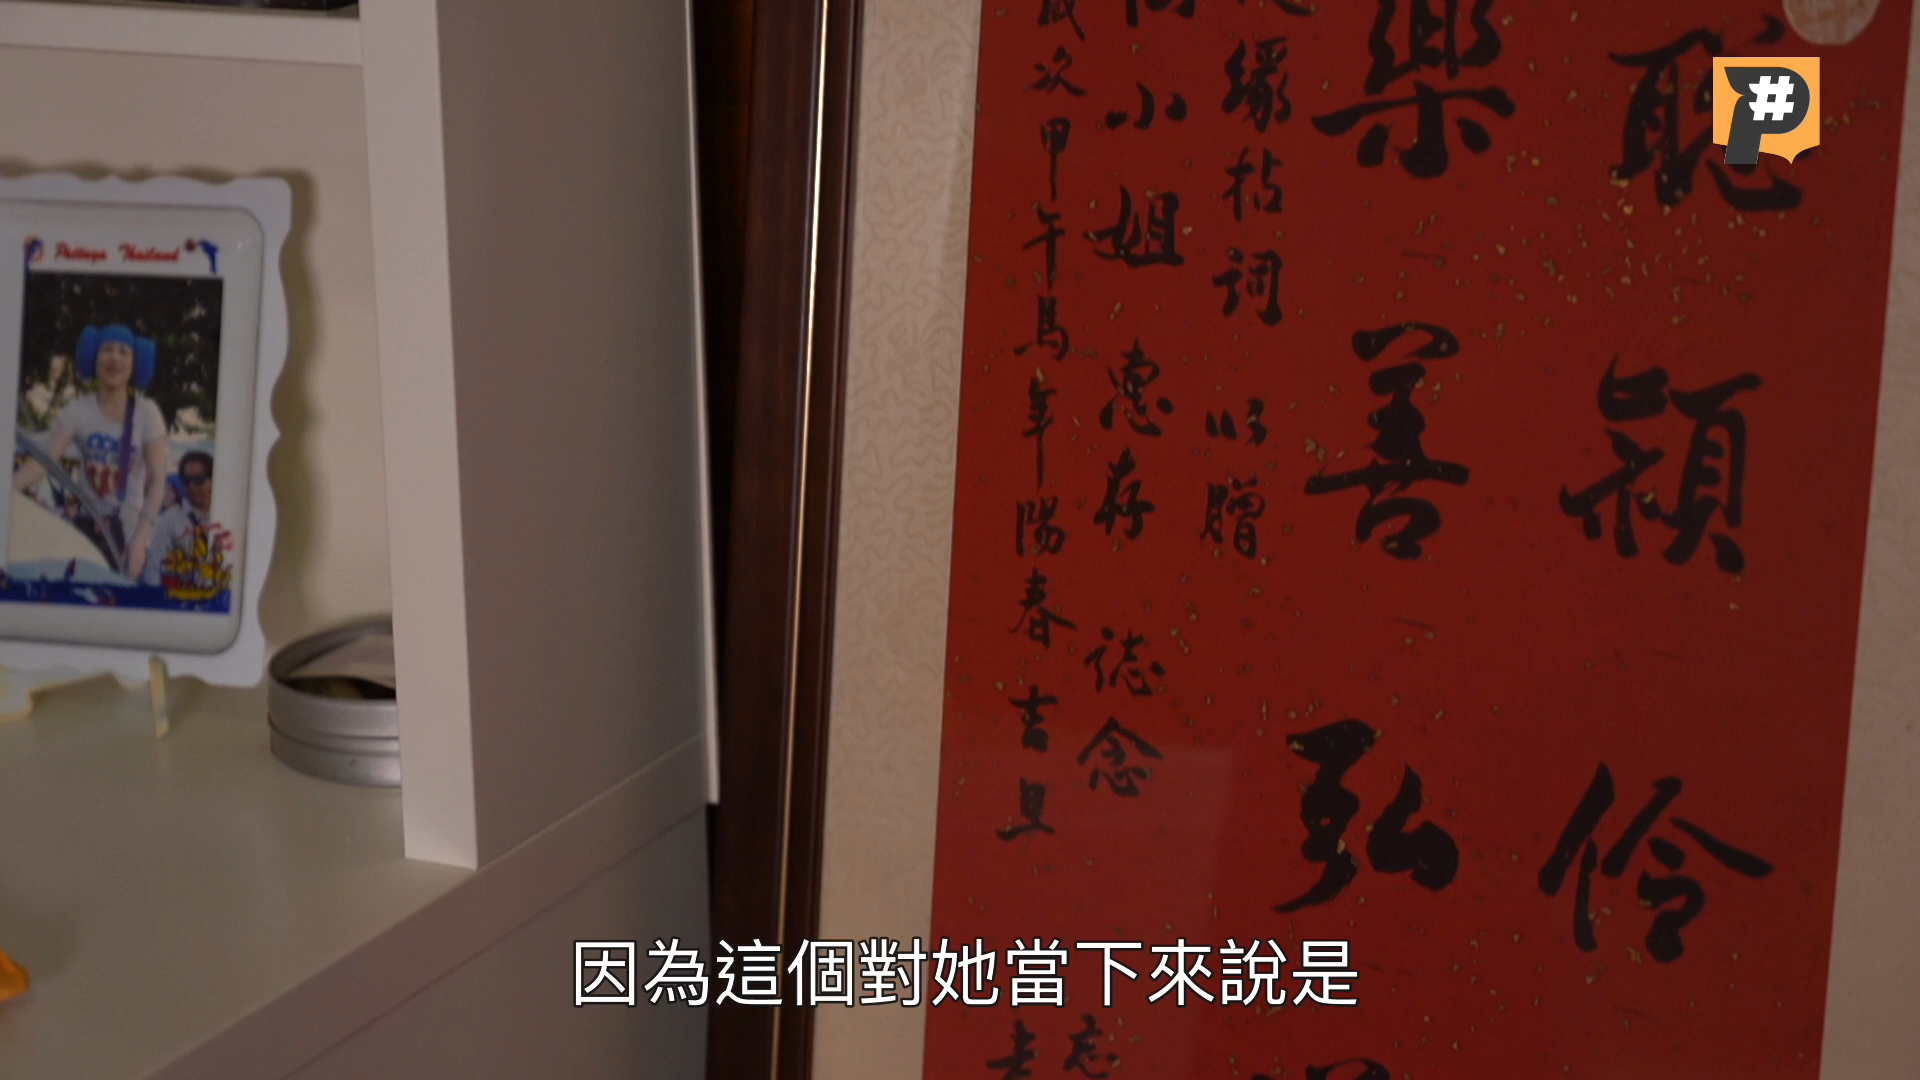 P#
Pattaya Thailand
聰穎伶
樂善弘
緣拈詞以贈
小姐惠存誌念
歲次甲午馬年陽春吉旦
因為這個對她當下來說是